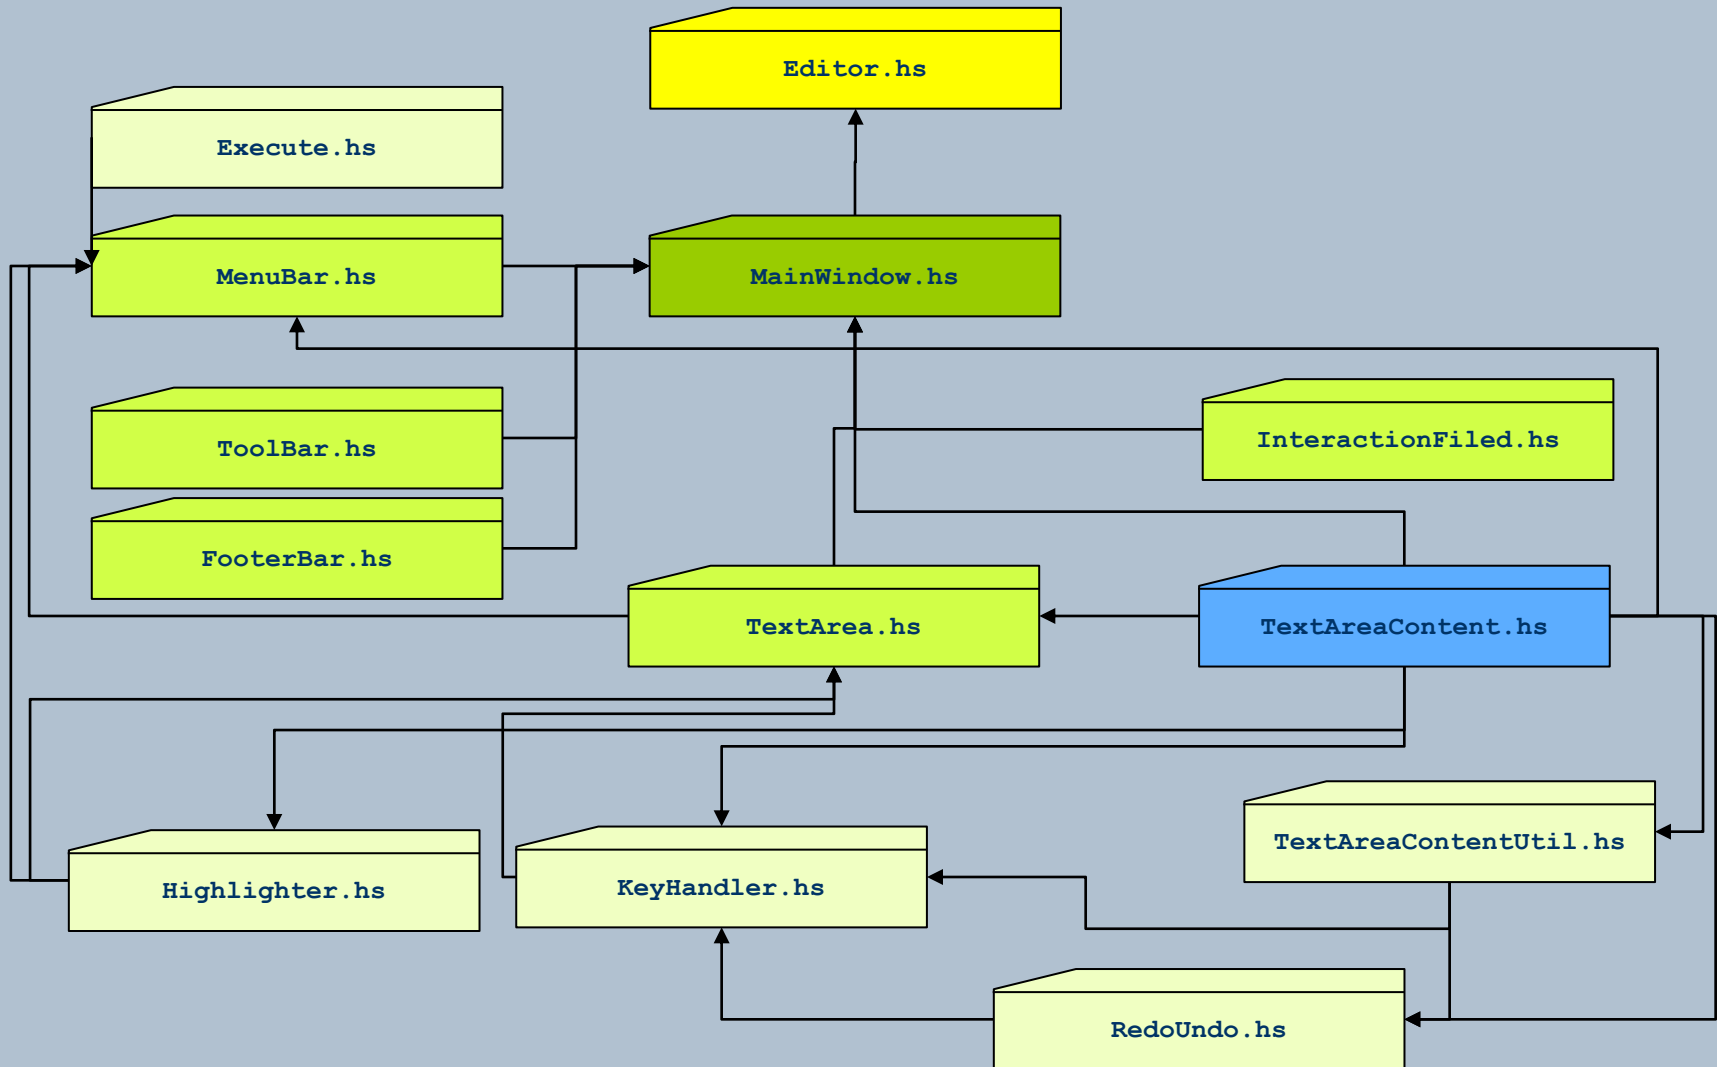 Editor.hs
Execute.hs
MenuBar.hs
MainWindow.hs
ToolBar.hs
InteractionFiled.hs
FooterBar.hs
TextArea.hs
TextAreaContent.hs
TextAreaContentUtil.hs
Highlighter.hs
KeyHandler.hs
RedoUndo.hs